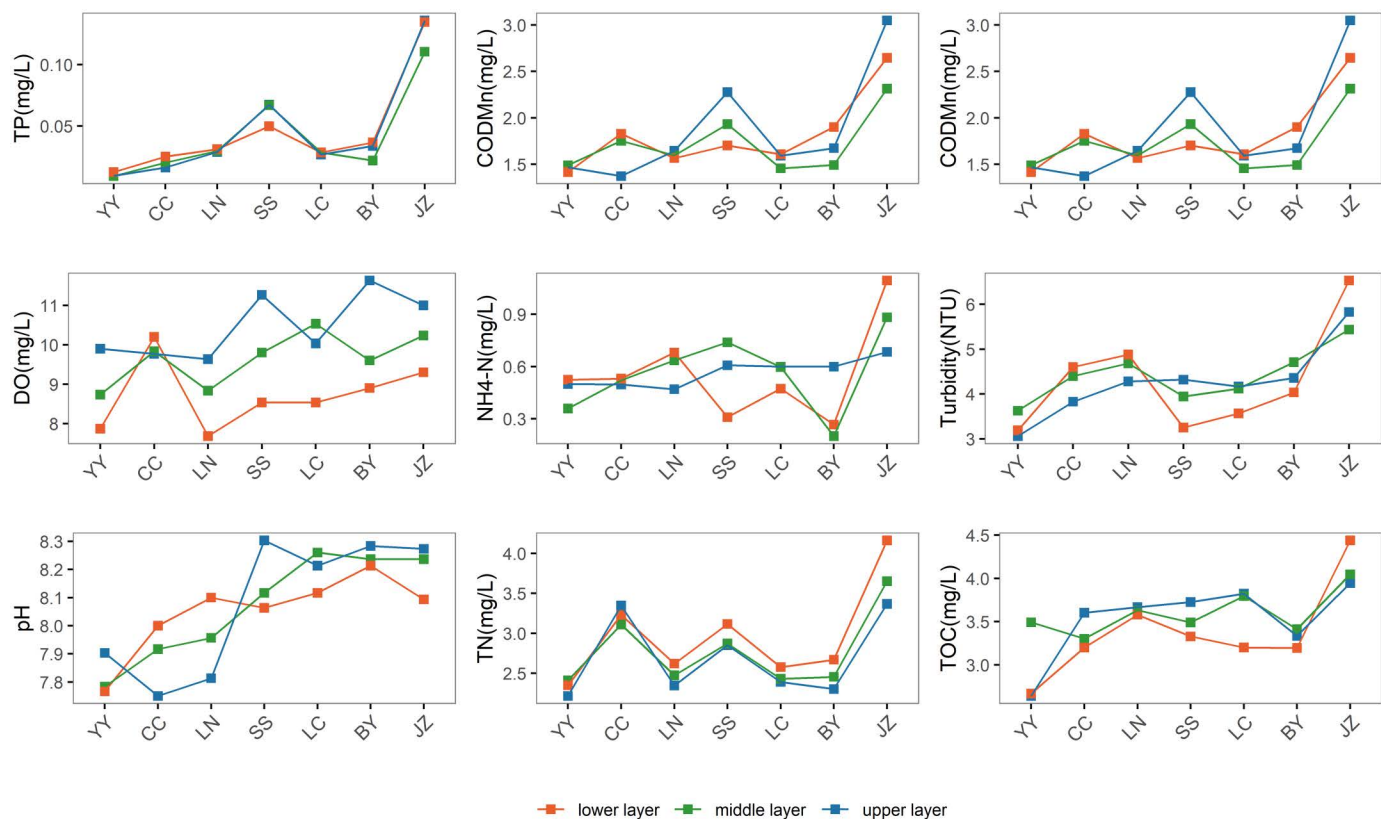 TP(mg/L)
0.10
0.05
YY CC LN SS LC BY JZ
CODMn(mg/L)
3.0
2.5
2.0
1.5
YY CC LN SS LC BY JZ
CODMn(mg/L)
3.0
2.5
2.0
1.5
YY CC LN SS LC BY JZ
DO(mg/L)
11
10
9
8
YY CC LN SS LC BY JZ
NH4-N(mg/L)
0.9
0.6
0.3
YY CC LN SS LC BY JZ
Turbidity(NTU)
6
5
4
3
YY CC LN SS LC BY JZ
pH
8.3
8.2
8.1
8.0
7.9
7.8
YY CC LN SS LC BY JZ
TN(mg/L)
4.0
3.5
3.0
2.5
YY CC LN SS LC BY JZ
TOC(mg/L)
4.5
4.0
3.5
3.0
YY CC LN SS LC BY JZ
lower layer middle layer upper layer